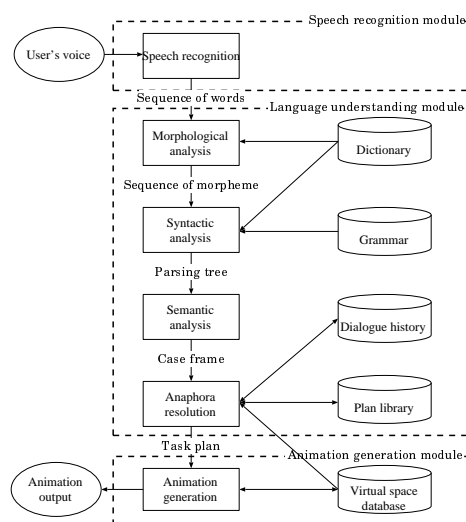 Speech recognition module
User's voice
Speech recognition
Sequence of words
Language understanding module
Morphological
analysis
Dictionary
Sequence of morpheme
Syntactic
analysis
Grammar
Parsing tree
Semantic
analysis
Dialogue history
Case frame
Anaphora
resolution
Plan library
Task plan
Animation generation module
Animation
output
Animation
generation
Virtual space
database